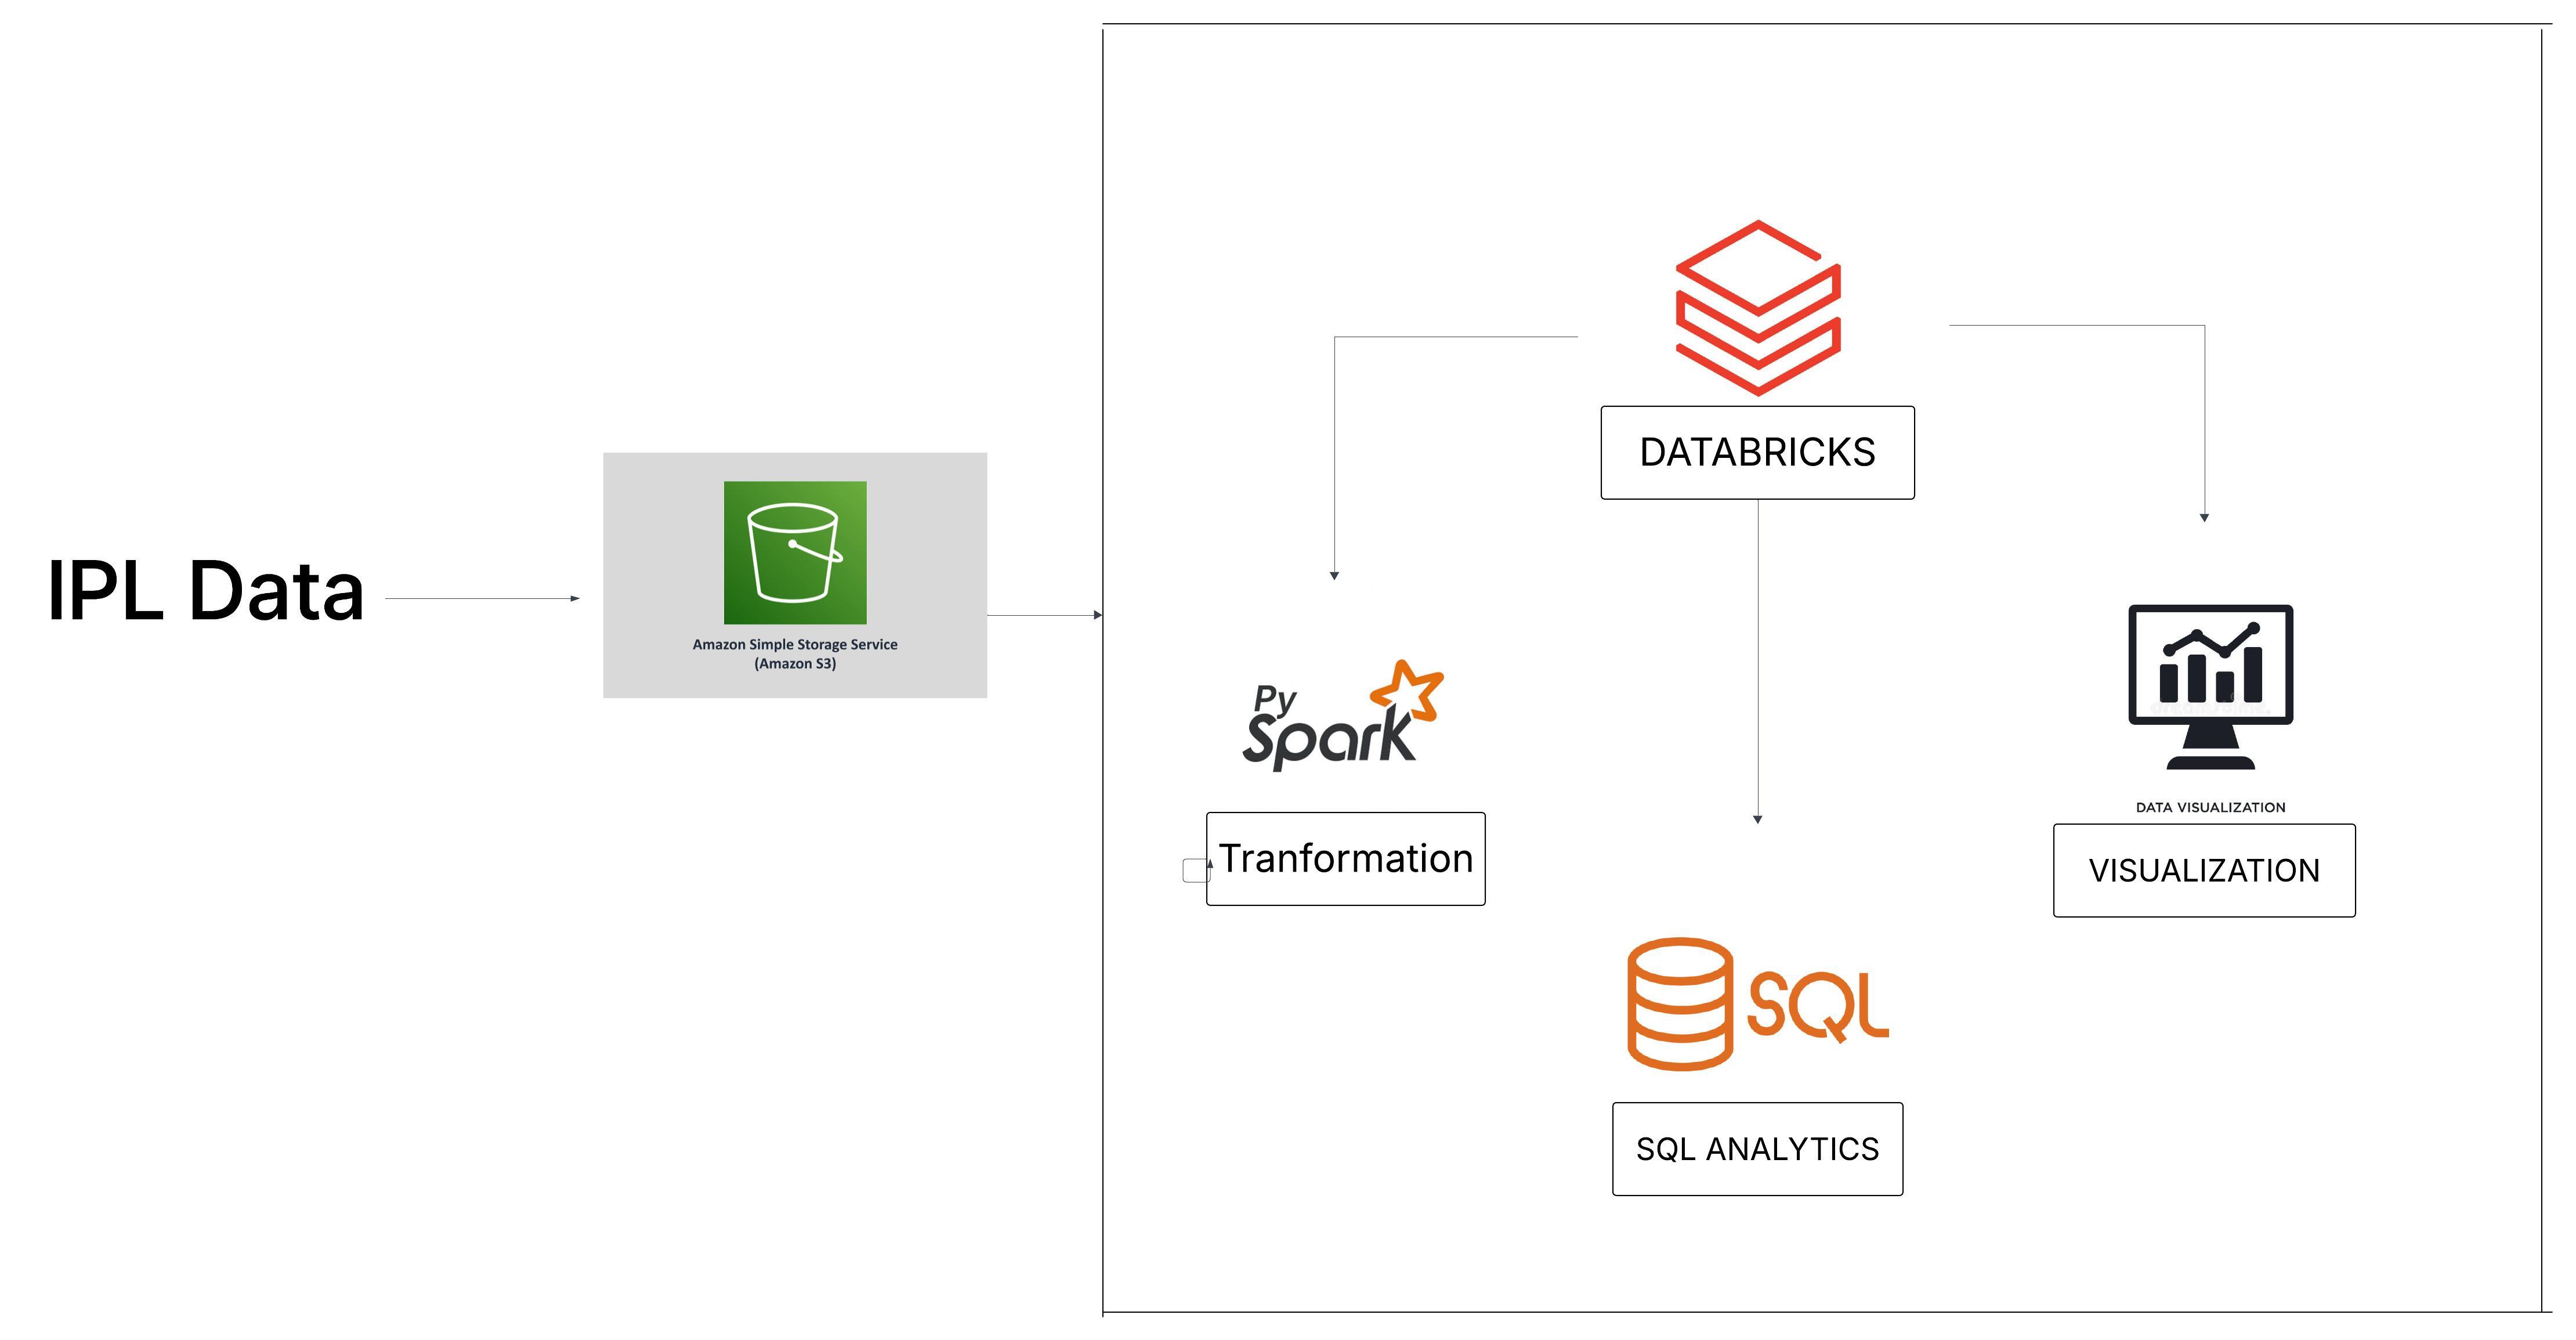 IPL Data
Amazon Simple Storage Service
(Amazon S3)
DATABRICKS
Py
Spark
Tranformation
SQL
SQL ANALYTICS
DATA VISUALIZATION
VISUALIZATION